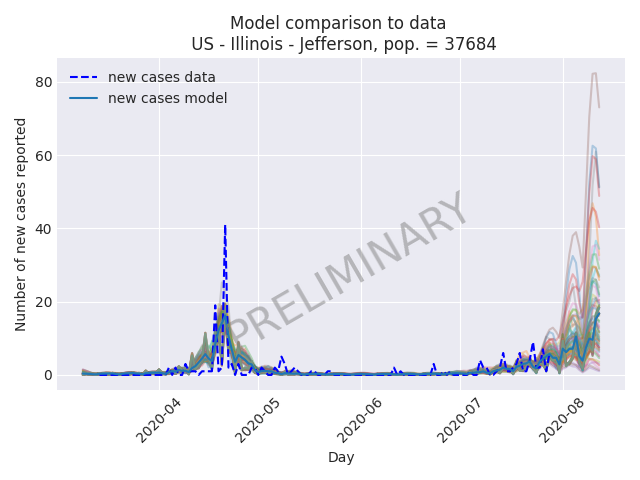 Model comparison to data
US - Illinois - Jefferson, pop. = 37684
new cases data
new cases model
Number of new cases reported
80
60
40
20
0
PRELIMINARY
2020-04
2020-05
2020-06
2020-07
2020-08
Day